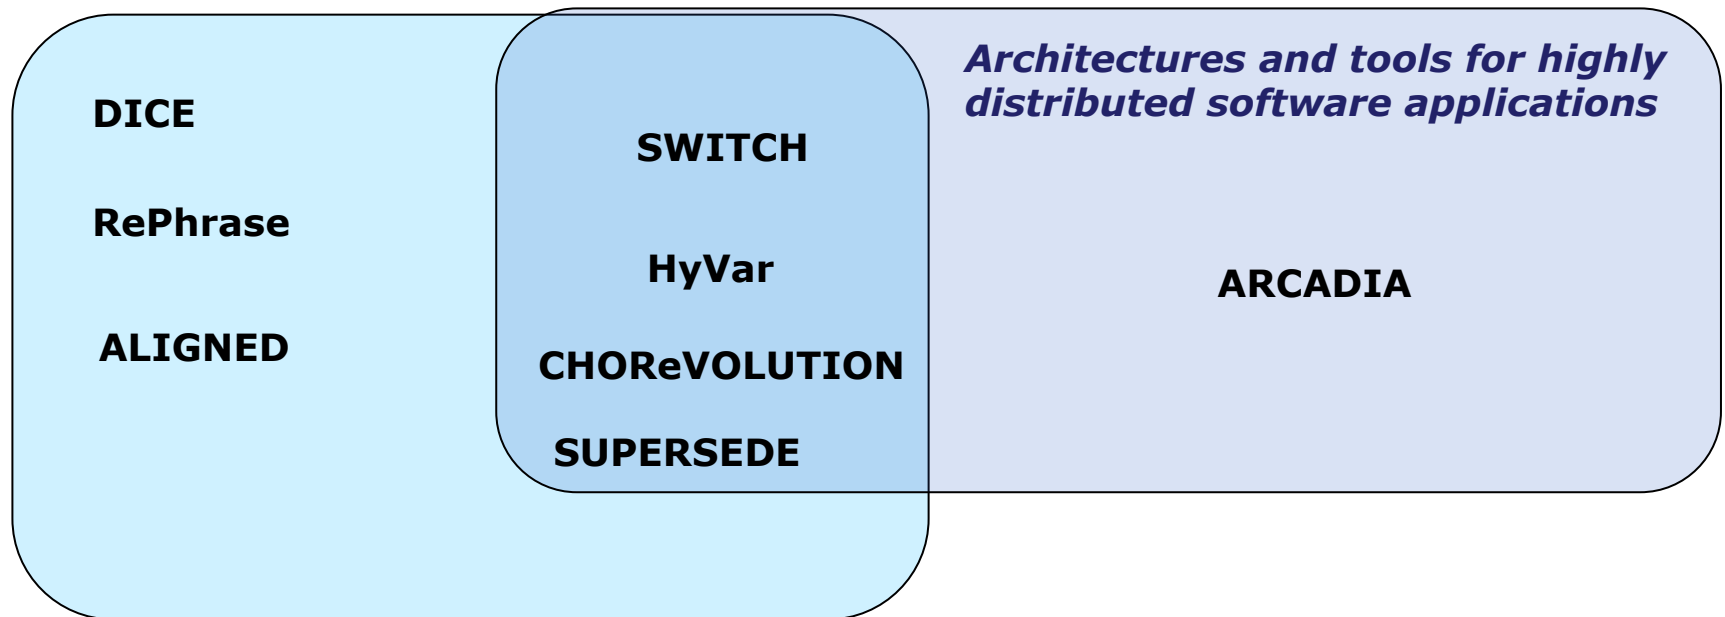 Architectures and tools for highly
distributed software applications
DICE
RePhrase
ALIGNED
SWITCH
HyVar
CHOReVOLUTION
SUPERSEDE
ARCADIA